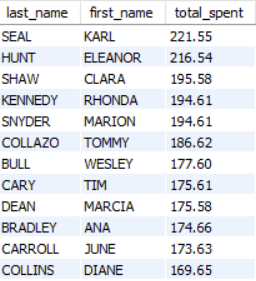 last_name first_name total_spent
SEAL KARL 221.55
HUNT ELEANOR 216.54
SHAW CLARA 195.58
KENNEDY RHONDA 194.61
SNYDER MARION 194.61
COLLAZO TOMMY 186.62
BULL WESLEY 177.60
CARY TIM 175.61
DEAN MARCIA 175.58
BRADLEY ANA 174.66
CARROLL JUNE 173.63
COLLINS DIANE 169.65